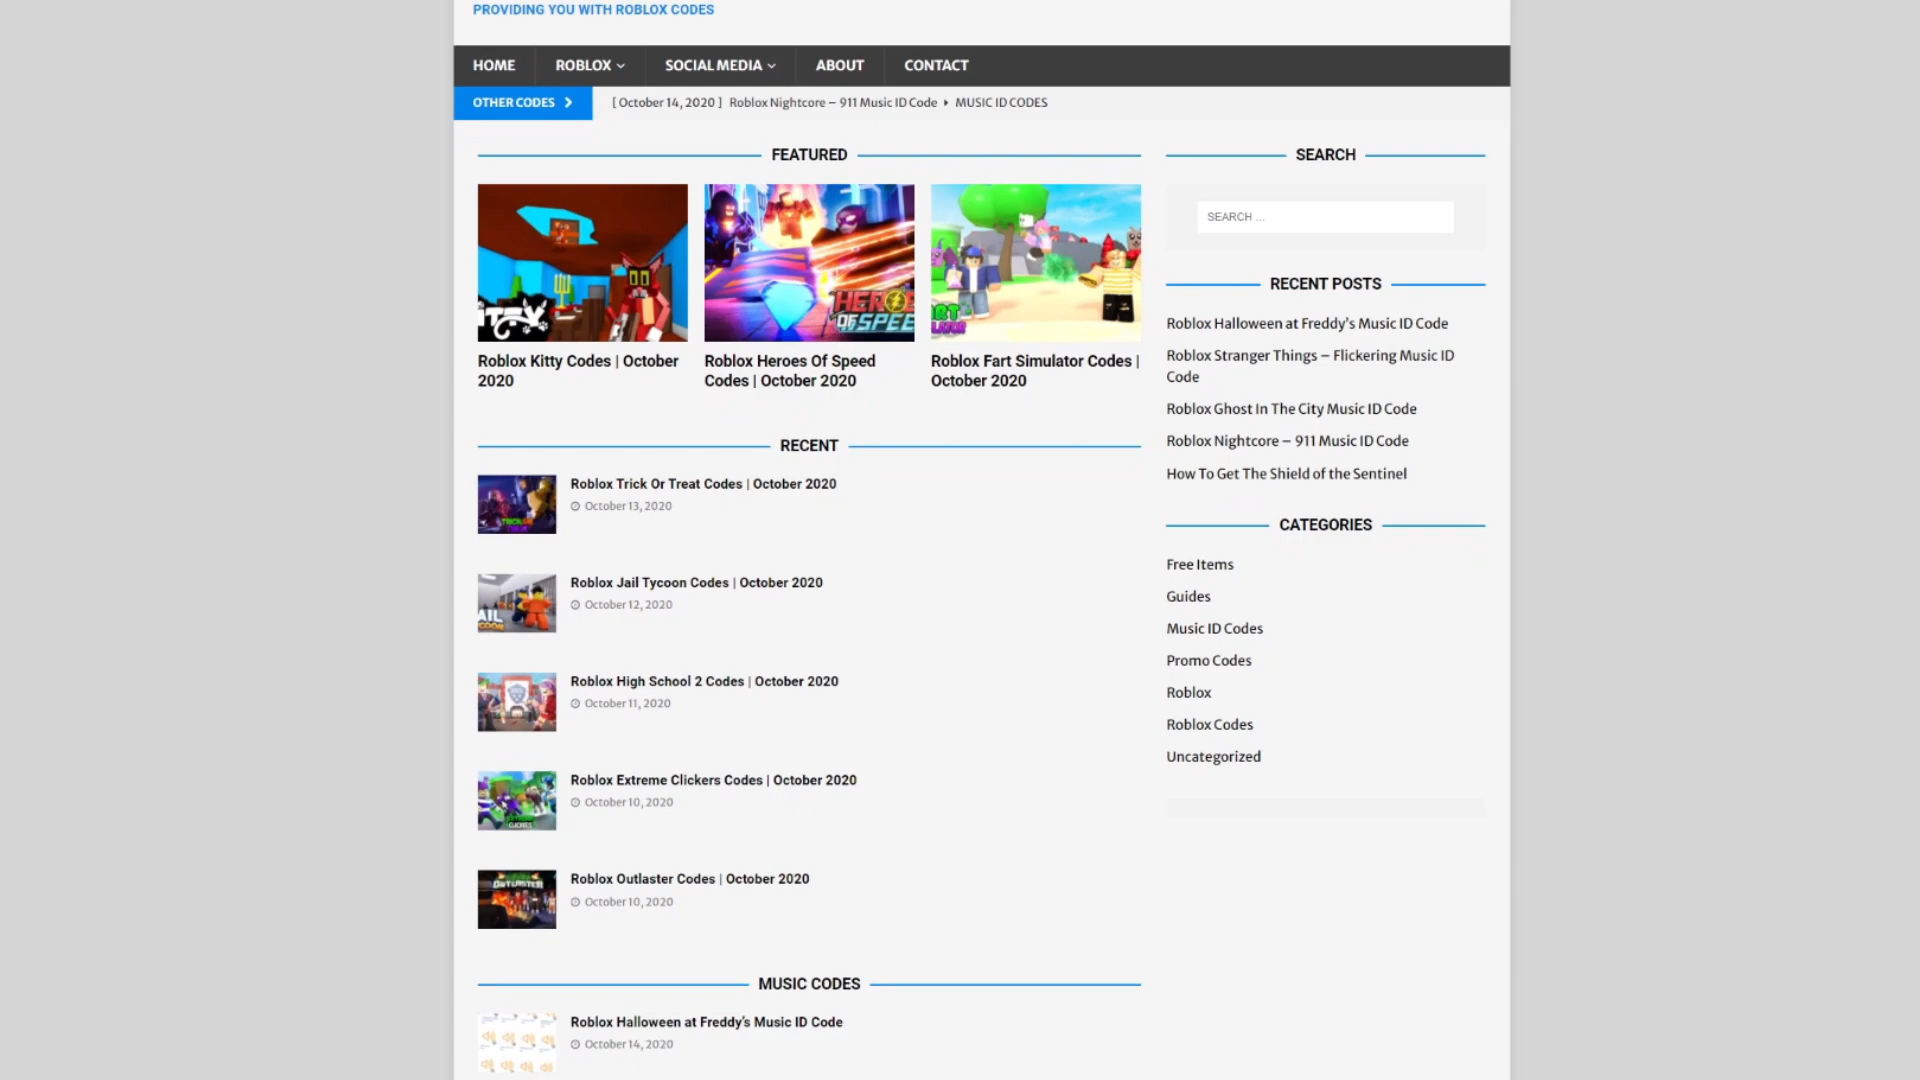 PROVIDING YOU WITH ROBLOX CODES
HOME
ROBLOX
SOCIAL MEDIA
ABOUT
CONTACT
OTHER CODES
[ October 14, 2020 ] Roblox Nightcore – 911 Music ID Code
MUSIC ID CODES
FEATURED
HEROES
OF SPEED
Roblox Kitty Codes | October
2020
Roblox Heroes Of Speed
Codes | October 2020
Roblox Fart Simulator Codes |
October 2020
RECENT
Roblox Trick Or Treat Codes | October 2020
October 13, 2020
Roblox Jail Tycoon Codes | October 2020
October 12, 2020
Roblox High School 2 Codes | October 2020
October 11, 2020
Roblox Extreme Clickers Codes | October 2020
October 10, 2020
OUTLASTER
Roblox Outlaster Codes | October 2020
October 10, 2020
MUSIC CODES
Roblox Halloween at Freddy’s Music ID Code
October 14, 2020
SEARCH
SEARCH ...
RECENT POSTS
Roblox Halloween at Freddy’s Music ID Code
Roblox Stranger Things – Flickering Music ID
Code
Roblox Ghost In The City Music ID Code
Roblox Nightcore – 911 Music ID Code
How To Get The Shield of the Sentinel
CATEGORIES
Free Items
Guides
Music ID Codes
Promo Codes
Roblox
Roblox Codes
Uncategorized